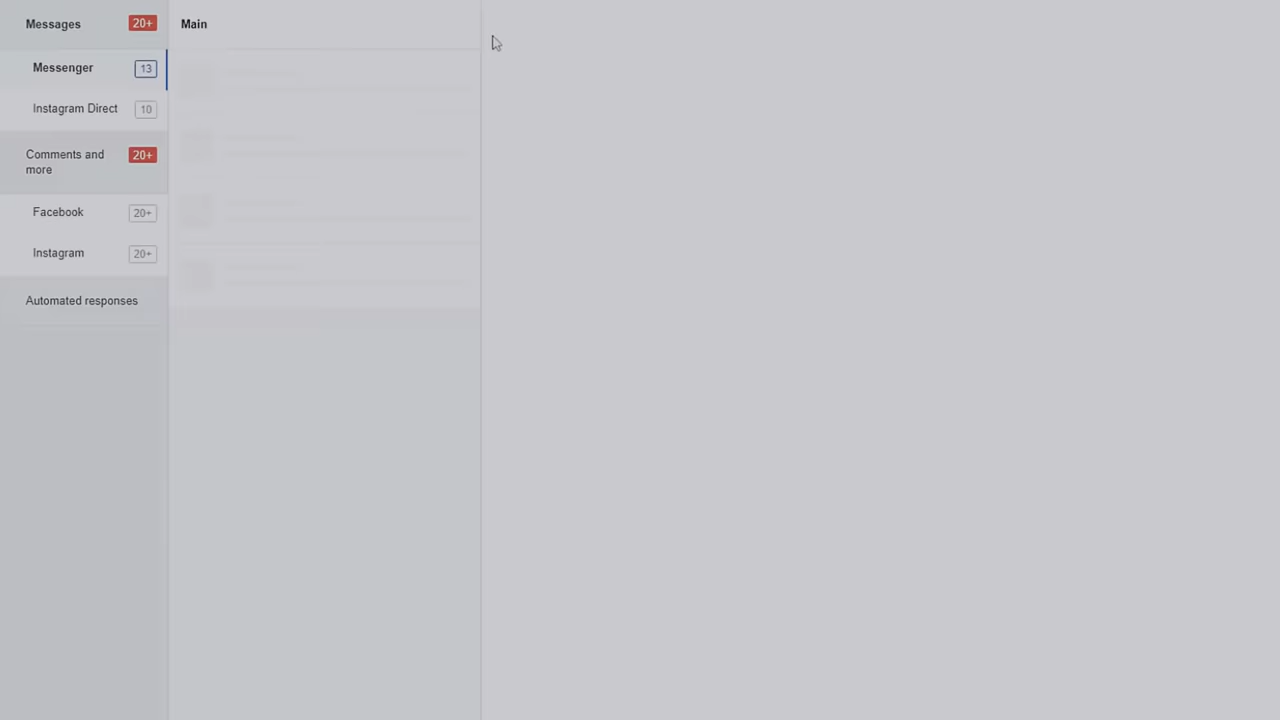 Messages 20+
Main
Messenger 13
Instagram Direct 10
Comments and 20+
more
Facebook 20+
Instagram 20+
Automated responses